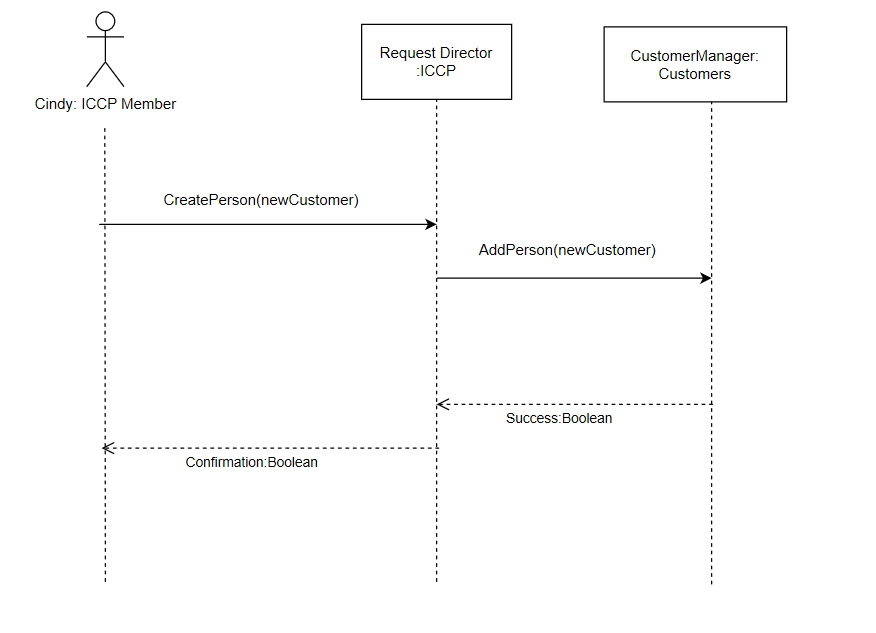 Request Director
:ICCP
CustomerManager:
Customers
Cindy: ICCP Member
CreatePerson(newCustomer)
AddPerson(newCustomer)
Success:Boolean
Confirmation:Boolean